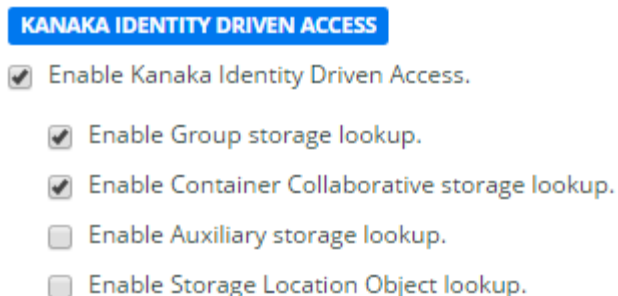 KANAKA IDENTITY DRIVEN ACCESS
Enable Kanaka Identity Driven Access.
Enable Group storage lookup.
Enable Container Collaborative storage lookup.
Enable Auxiliary storage lookup.
Enable Storage Location Object lookup.